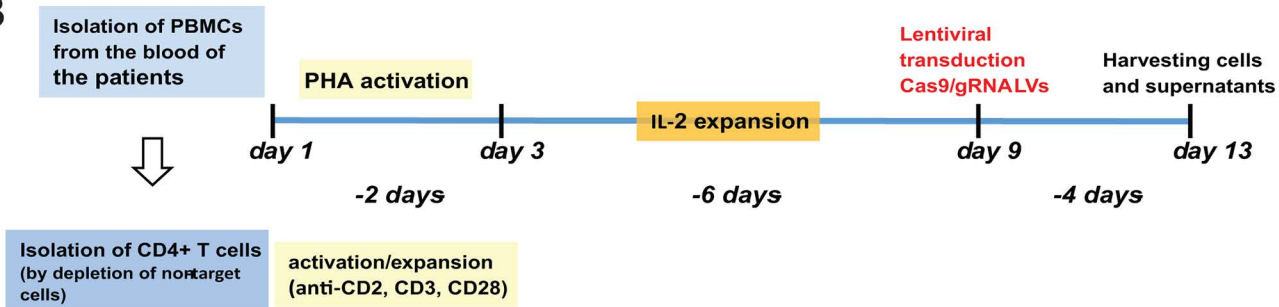 B
Isolation of PBMCs
from the blood of
the patients
PHA activation
IL-2 expansion
Lentiviral
transduction
Cas9/gRNALVs
Harvesting cells
and supernatants
day 1
day 3
day 9
day 13
-2 days-
-6 days-
-4 days-
Isolation of CD4+ T cells
(by depletion of non-target
cells)
activation/expansion
(anti-CD2, CD3, CD28)